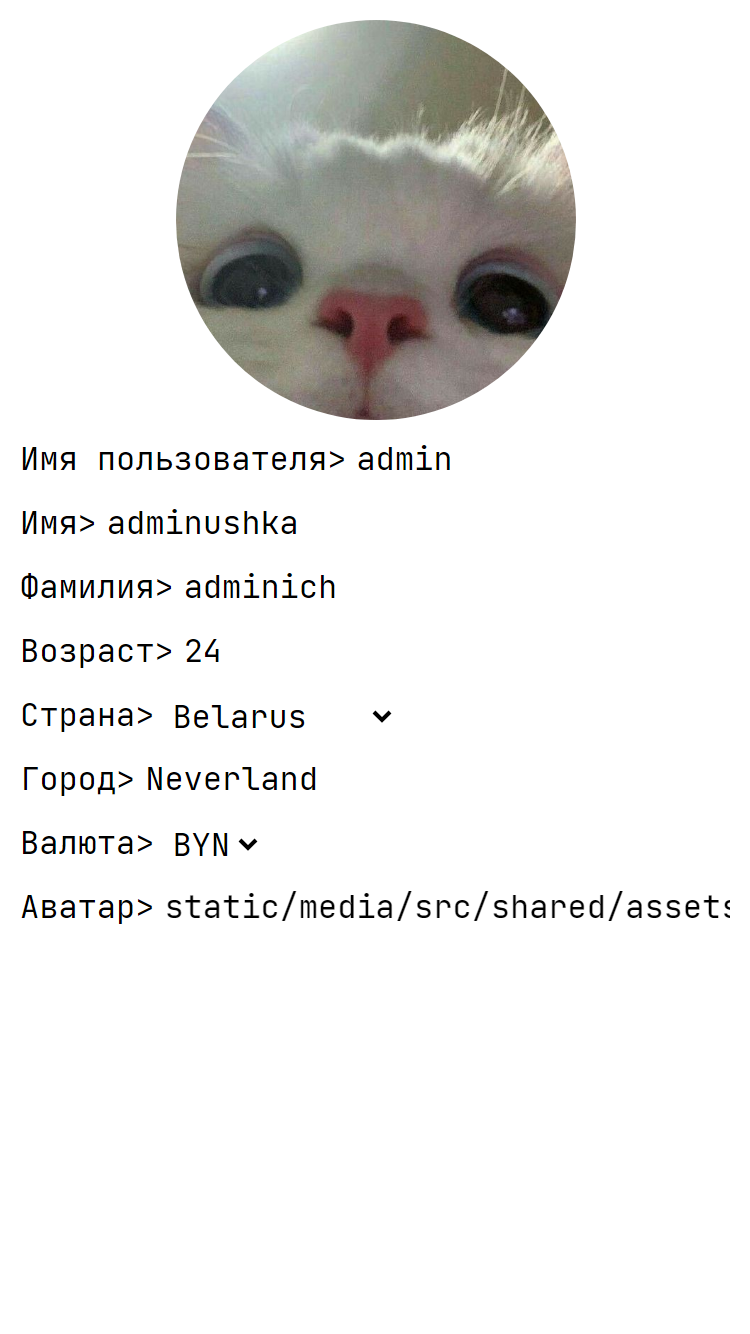 Имя пользователя> admin
Имя> adminushka
Фамилия> adminich
Возраст> 24
Страна> Belarus
Город> Neverland
Валюта> BYN
Аватар> static/media/src/shared/assets